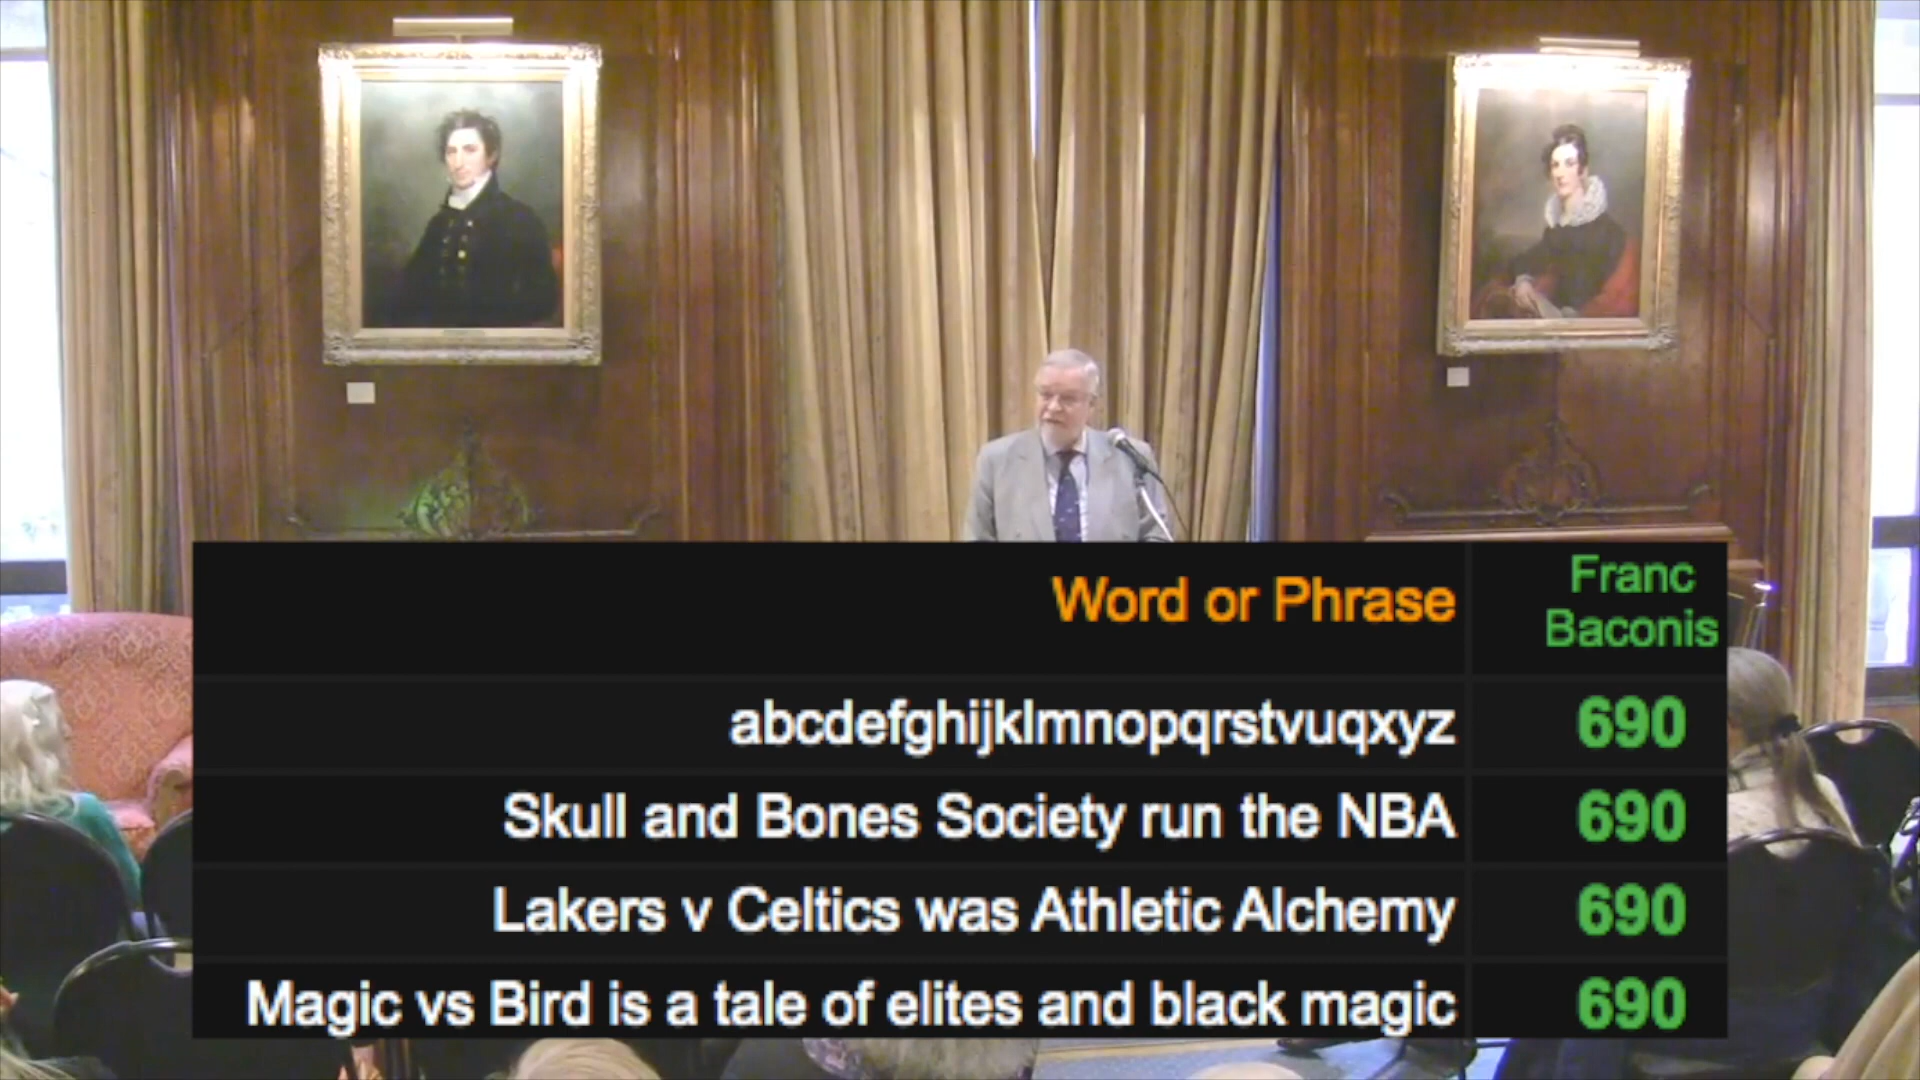 Word or Phrase
Franc
Baconis
abcdefghijklmnopqrstvuqxyz 690
Skull and Bones Society run the NBA 690
Lakers v Celtics was Athletic Alchemy 690
Magic vs Bird is a tale of elites and black magic 690